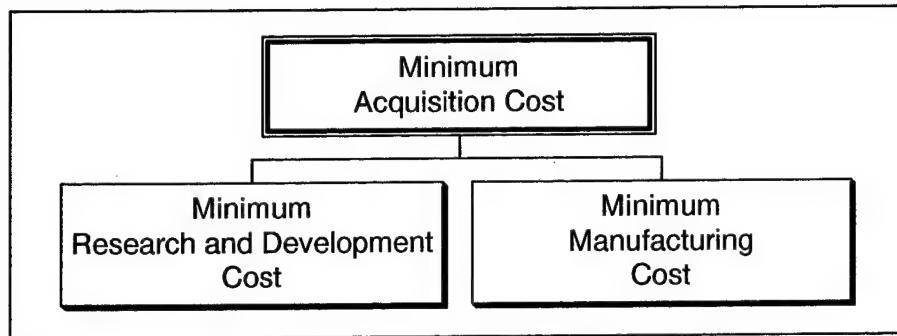 Minimum
Acquisition Cost
Minimum
Research and Development
Cost
Minimum
Manufacturing
Cost